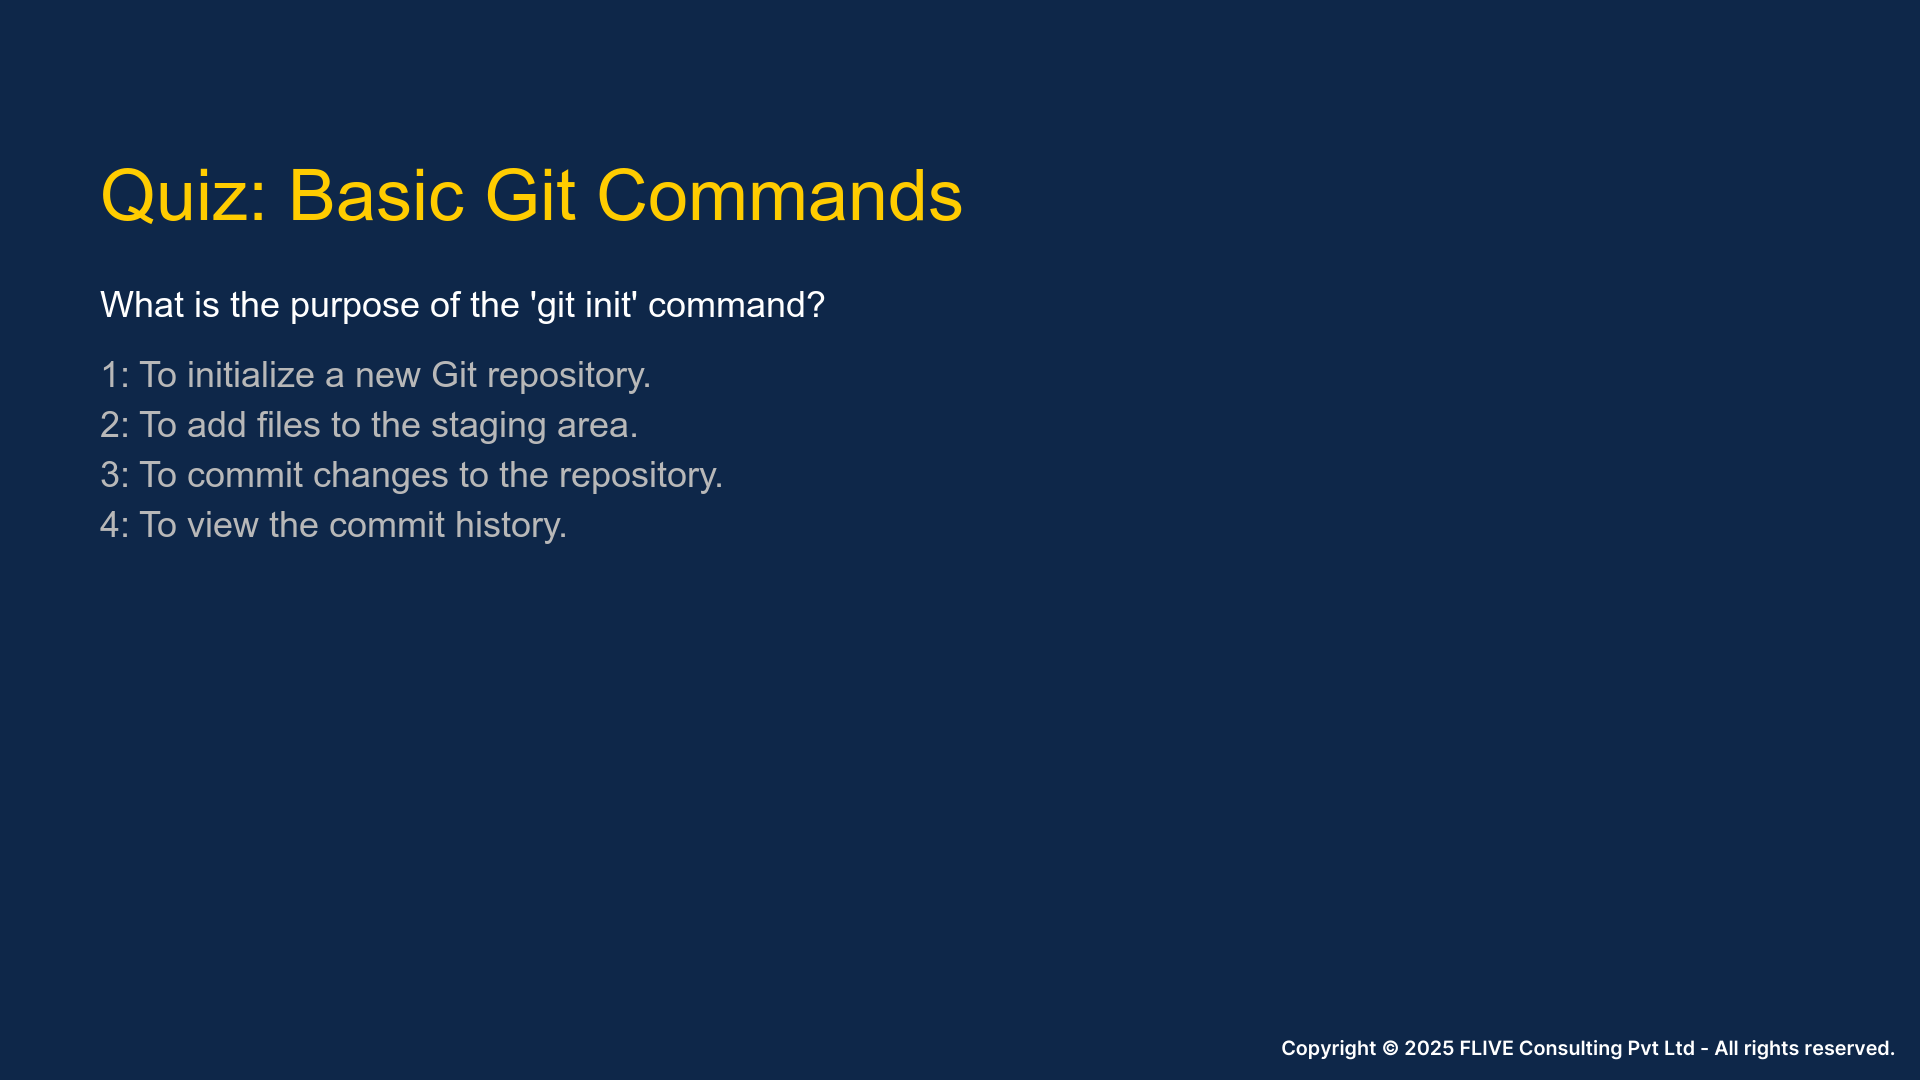 Quiz: Basic Git Commands
What is the purpose of the 'git init' command?
1: To initialize a new Git repository.
2: To add files to the staging area.
3: To commit changes to the repository.
4: To view the commit history.
Copyright © 2025 FLIVE Consulting Pvt Ltd - All rights reserved.